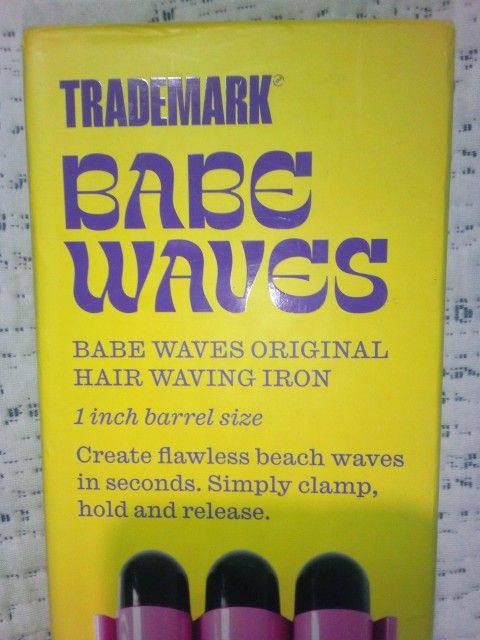 TRADEMARK
BABE
WAVES
BABE WAVES ORIGINAL
HAIR WAVING IRON
1 inch barrel size
Create flawless beach waves
in seconds. Simply clamp,
hold and release.